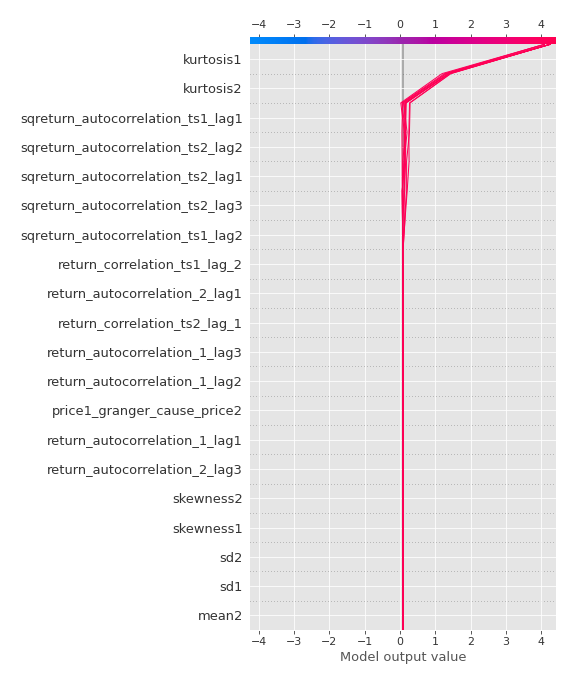 −4 −3 −2 −1 0 1 2 3 4
kurtosis1
kurtosis2
sqreturn_autocorrelation_ts1_lag1
sqreturn_autocorrelation_ts2_lag2
sqreturn_autocorrelation_ts2_lag1
sqreturn_autocorrelation_ts2_lag3
sqreturn_autocorrelation_ts1_lag2
return_correlation_ts1_lag_2
return_autocorrelation_2_lag1
return_correlation_ts2_lag_1
return_autocorrelation_1_lag3
return_autocorrelation_1_lag2
price1_granger_cause_price2
return_autocorrelation_1_lag1
return_autocorrelation_2_lag3
skewness2
skewness1
sd2
sd1
mean2
−4 −3 −2 −1 0 1 2 3 4
Model output value